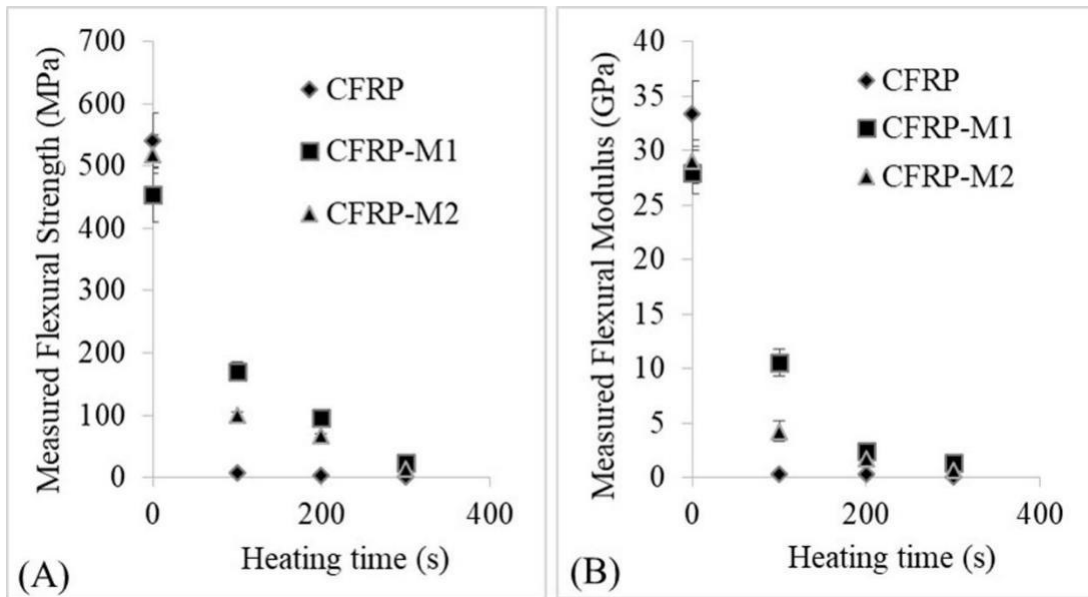 Measured Flexural Strength (MPa)
700
600
500
400
300
200
100
0
CFRP
CFRP-M1
CFRP-M2
0
200
400
Heating time (s)
(A)
Measured Flexural Modulus (GPa)
40
35
30
25
20
15
10
5
0
CFRP
CFRP-M1
CFRP-M2
0
100
200
300
400
Heating time (s)
(B)